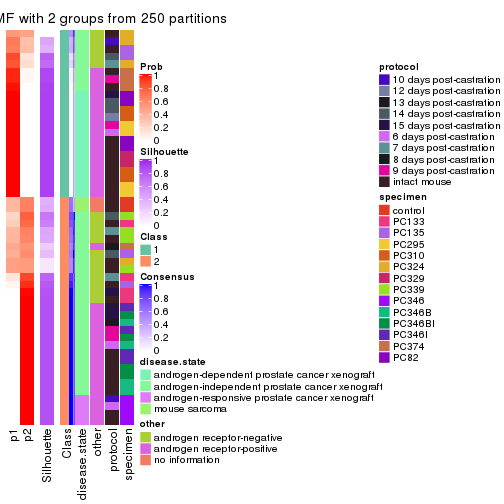 MF with 2 groups from 250 partitions
Prob
1
0.8
0.6
0.4
0.2
0
Silhouette
1
0.8
0.6
0.4
0.2
0
Class
1
2
Consensus
1
0.8
0.6
0.4
0.2
0
disease.state
androgen-dependent prostate cancer xenograft
androgen-independent prostate cancer xenograft
androgen-responsive prostate cancer xenograft
mouse sarcoma
other
androgen receptor-negative
androgen receptor-positive
no information
protocol
10 days post-castration
12 days post-castration
13 days post-castration
14 days post-castration
15 days post-castration
6 days post-castration
7 days post-castration
8 days post-castration
9 days post-castration
intact mouse
specimen
control
PC133
PC135
PC295
PC310
PC324
PC329
PC339
PC346
PC346B
PC346BI
PC346I
PC374
PC82
p1
p2
Silhouette
Class
disease.state
other
protocol
specimen